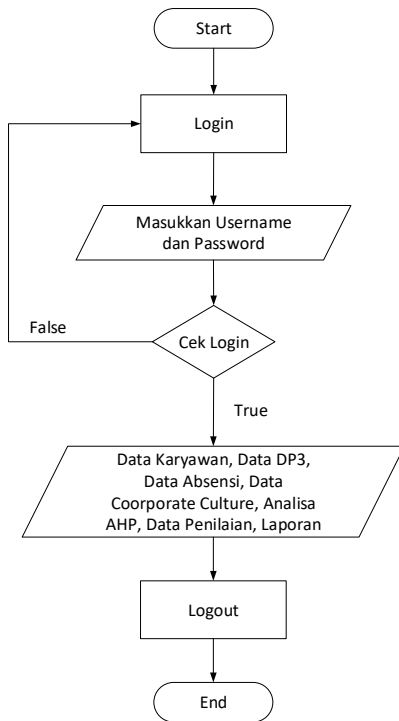 Start
Login
Masukkan Username
dan Password
False
Cek Login
True
Data Karyawan, Data DP3,
Data Absensi, Data
Coorporate Culture, Analisa
AHP, Data Penilaian, Laporan
Logout
End